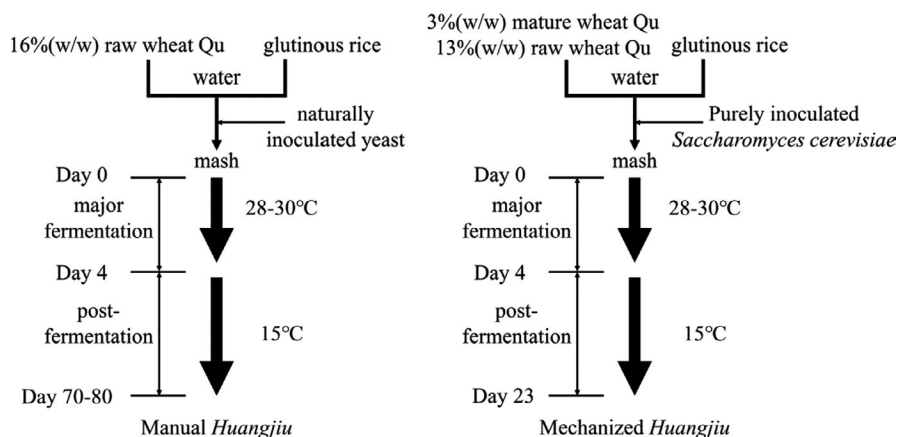 16%(w/w) raw wheat Qu
glutinous rice
water
naturally
inoculated yeast
mash
Day 0
major
fermentation
28-30℃
Day 4
post-
fermentation
15℃
Day 70-80
Manual Huangjiu
3%(w/w) mature wheat Qu
13%(w/w) raw wheat Qu
glutinous rice
water
Purely inoculated
Saccharomyces cerevisiae
mash
Day 0
major
fermentation
28-30℃
Day 4
post-
fermentation
15℃
Day 23
Mechanized Huangjiu